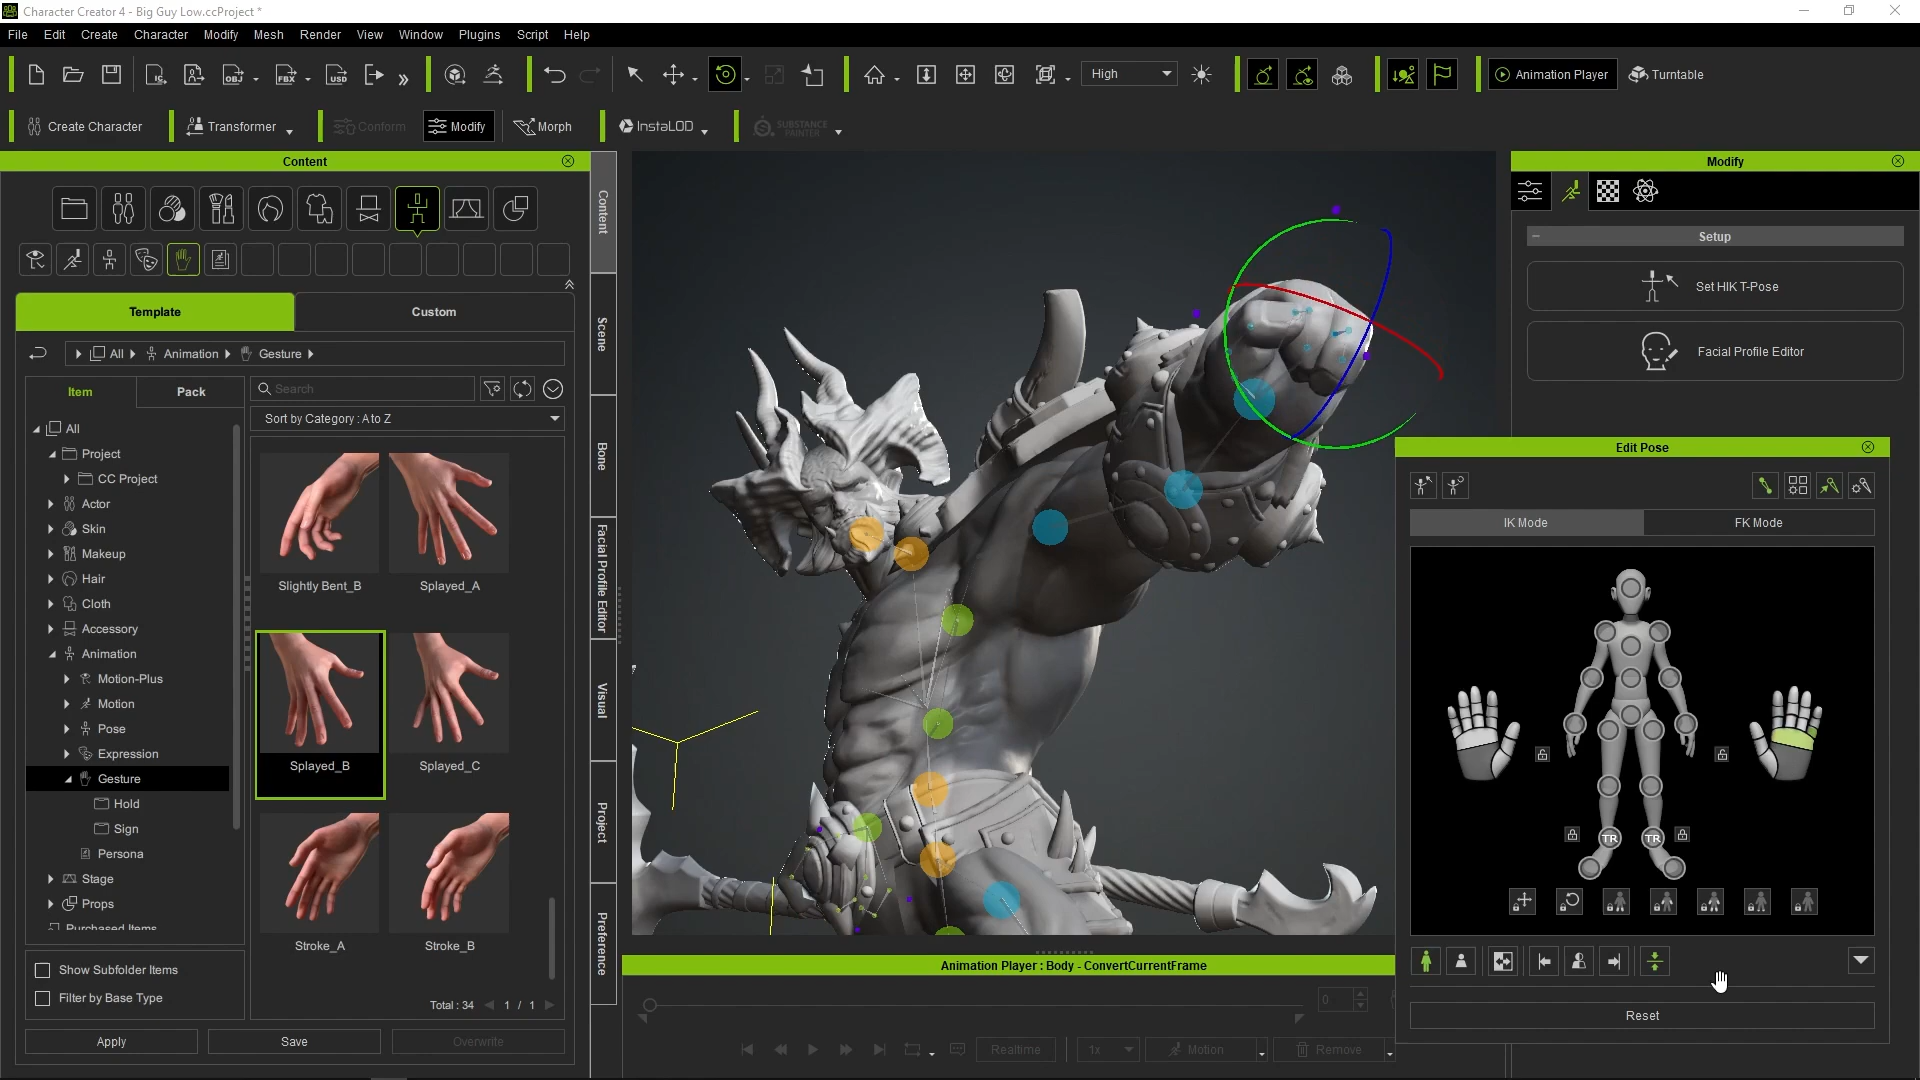 Character Creator 4 - Big Guy Low.ccProject *
File Edit Create Character Modify Mesh Render View Window Plugins Script Help
High
Animation Player
Turntable
Create Character
Transformer
Conform
Modify
Morph
InstaLOD
SUBSTANCE
PAINTER
Content
Template
Custom
All
Animation
Gesture
Item
Pack
Search
Sort by Category : A to Z
All
Project
CC Project
Actor
Skin
Makeup
Hair
Cloth
Accessory
Animation
Motion-Plus
Motion
Pose
Expression
Gesture
Hold
Sign
Persona
Stage
Props
Purchased Items
Slightly Bent_B
Splayed_A
Splayed_B
Splayed_C
Stroke_A
Stroke_B
Show Subfolder Items
Filter by Base Type
Total : 34
1 / 1
Apply
Save
Overwrite
Content
Scene
Bone
Facial Profile Editor
Visual
Project
Preference
Animation Player : Body - ConvertCurrentFrame
0
Realtime
1x
Motion
Remove
Modify
Setup
Set HIK T-Pose
Facial Profile Editor
Edit Pose
IK Mode
FK Mode
TR
TR
Reset